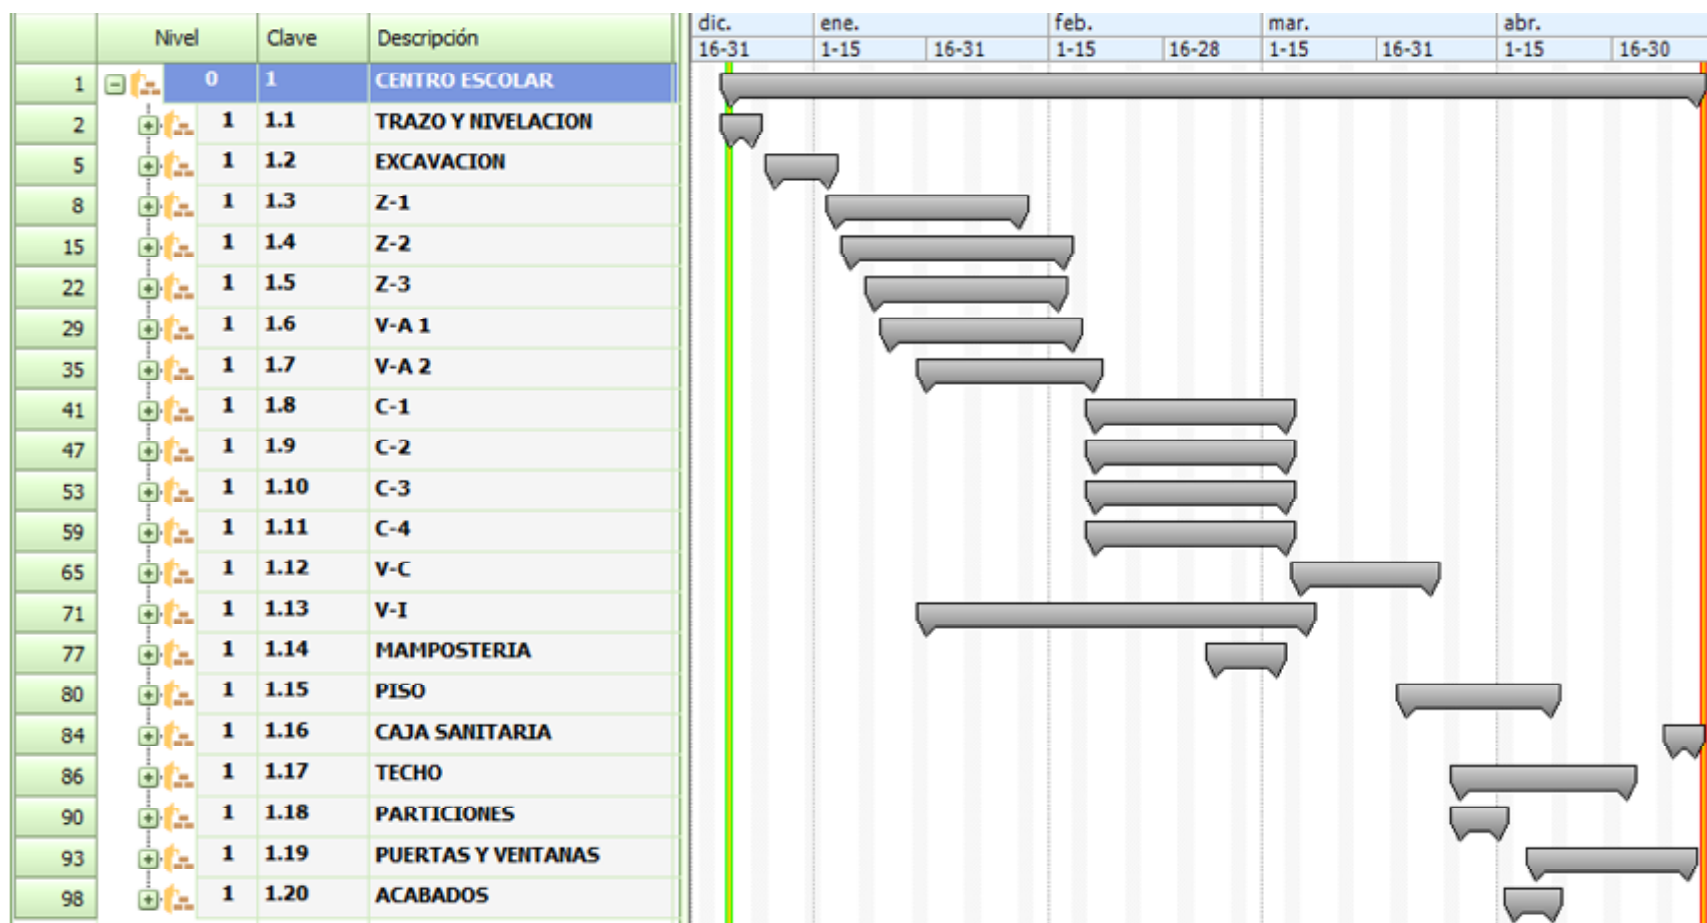 dic. ene. feb. mar. abr.
Nivel Clave Descripción 16-31 1-15 16-31 1-15 16-28 1-15 16-31 1-15 16-30
1 0 1 CENTRO ESCOLAR
2 1 1.1 TRAZO Y NIVELACION
5 1 1.2 EXCAVACION
8 1 1.3 Z-1
15 1 1.4 Z-2
22 1 1.5 Z-3
29 1 1.6 V-A 1
35 1 1.7 V-A 2
41 1 1.8 C-1
47 1 1.9 C-2
53 1 1.10 C-3
59 1 1.11 C-4
65 1 1.12 V-C
71 1 1.13 V-I
77 1 1.14 MAMPOSTERIA
80 1 1.15 PISO
84 1 1.16 CAJA SANITARIA
86 1 1.17 TECHO
90 1 1.18 PARTICIONES
93 1 1.19 PUERTAS Y VENTANAS
98 1 1.20 ACABADOS